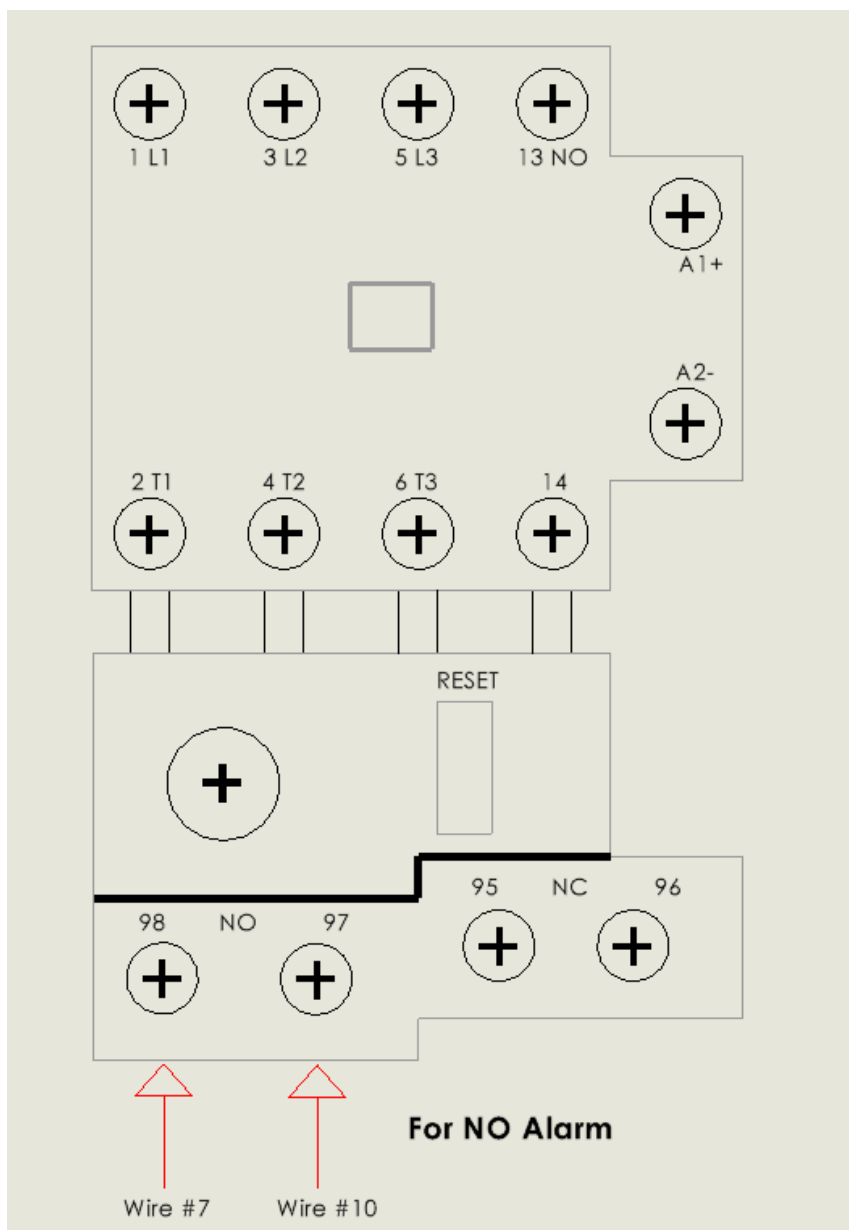 1 L1 3 L2 5 L3 13 NO
A1+
A2-
2 T1 4 T2 6 T3 14
RESET
95 NC 96
98 NO 97
For NO Alarm
Wire #7 Wire #10